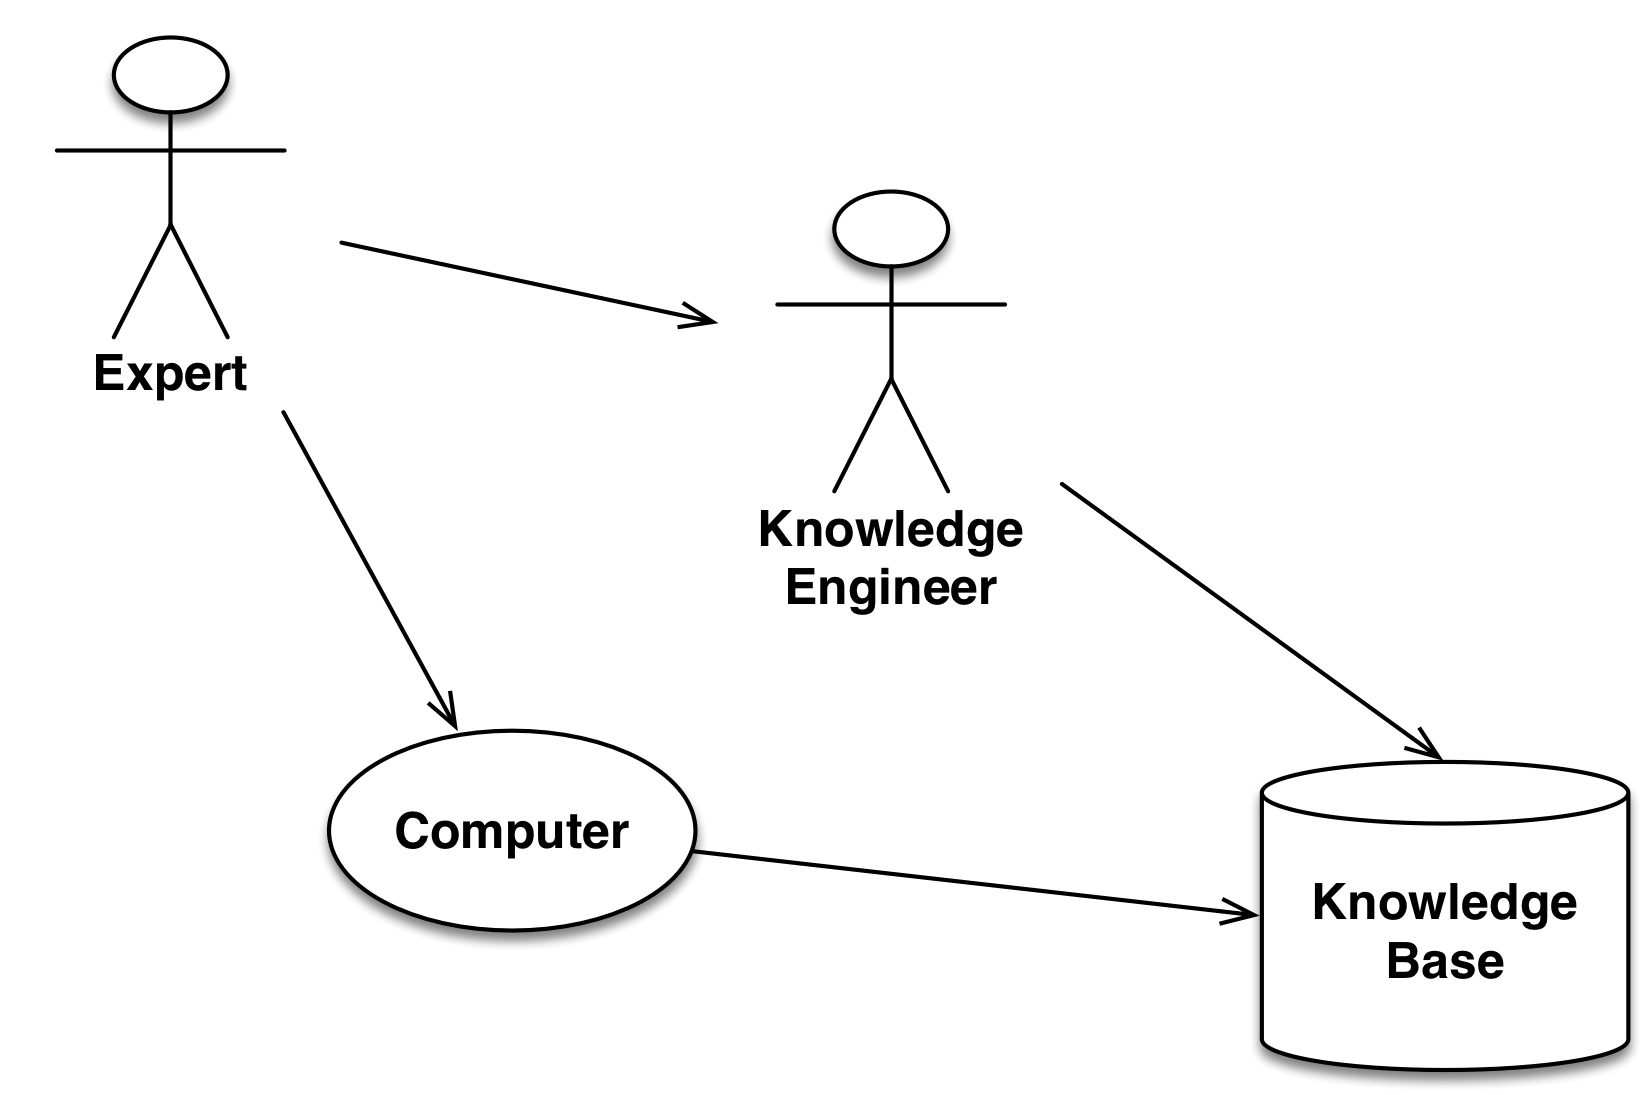 Expert
Knowledge
Engineer
Computer
Knowledge
Base